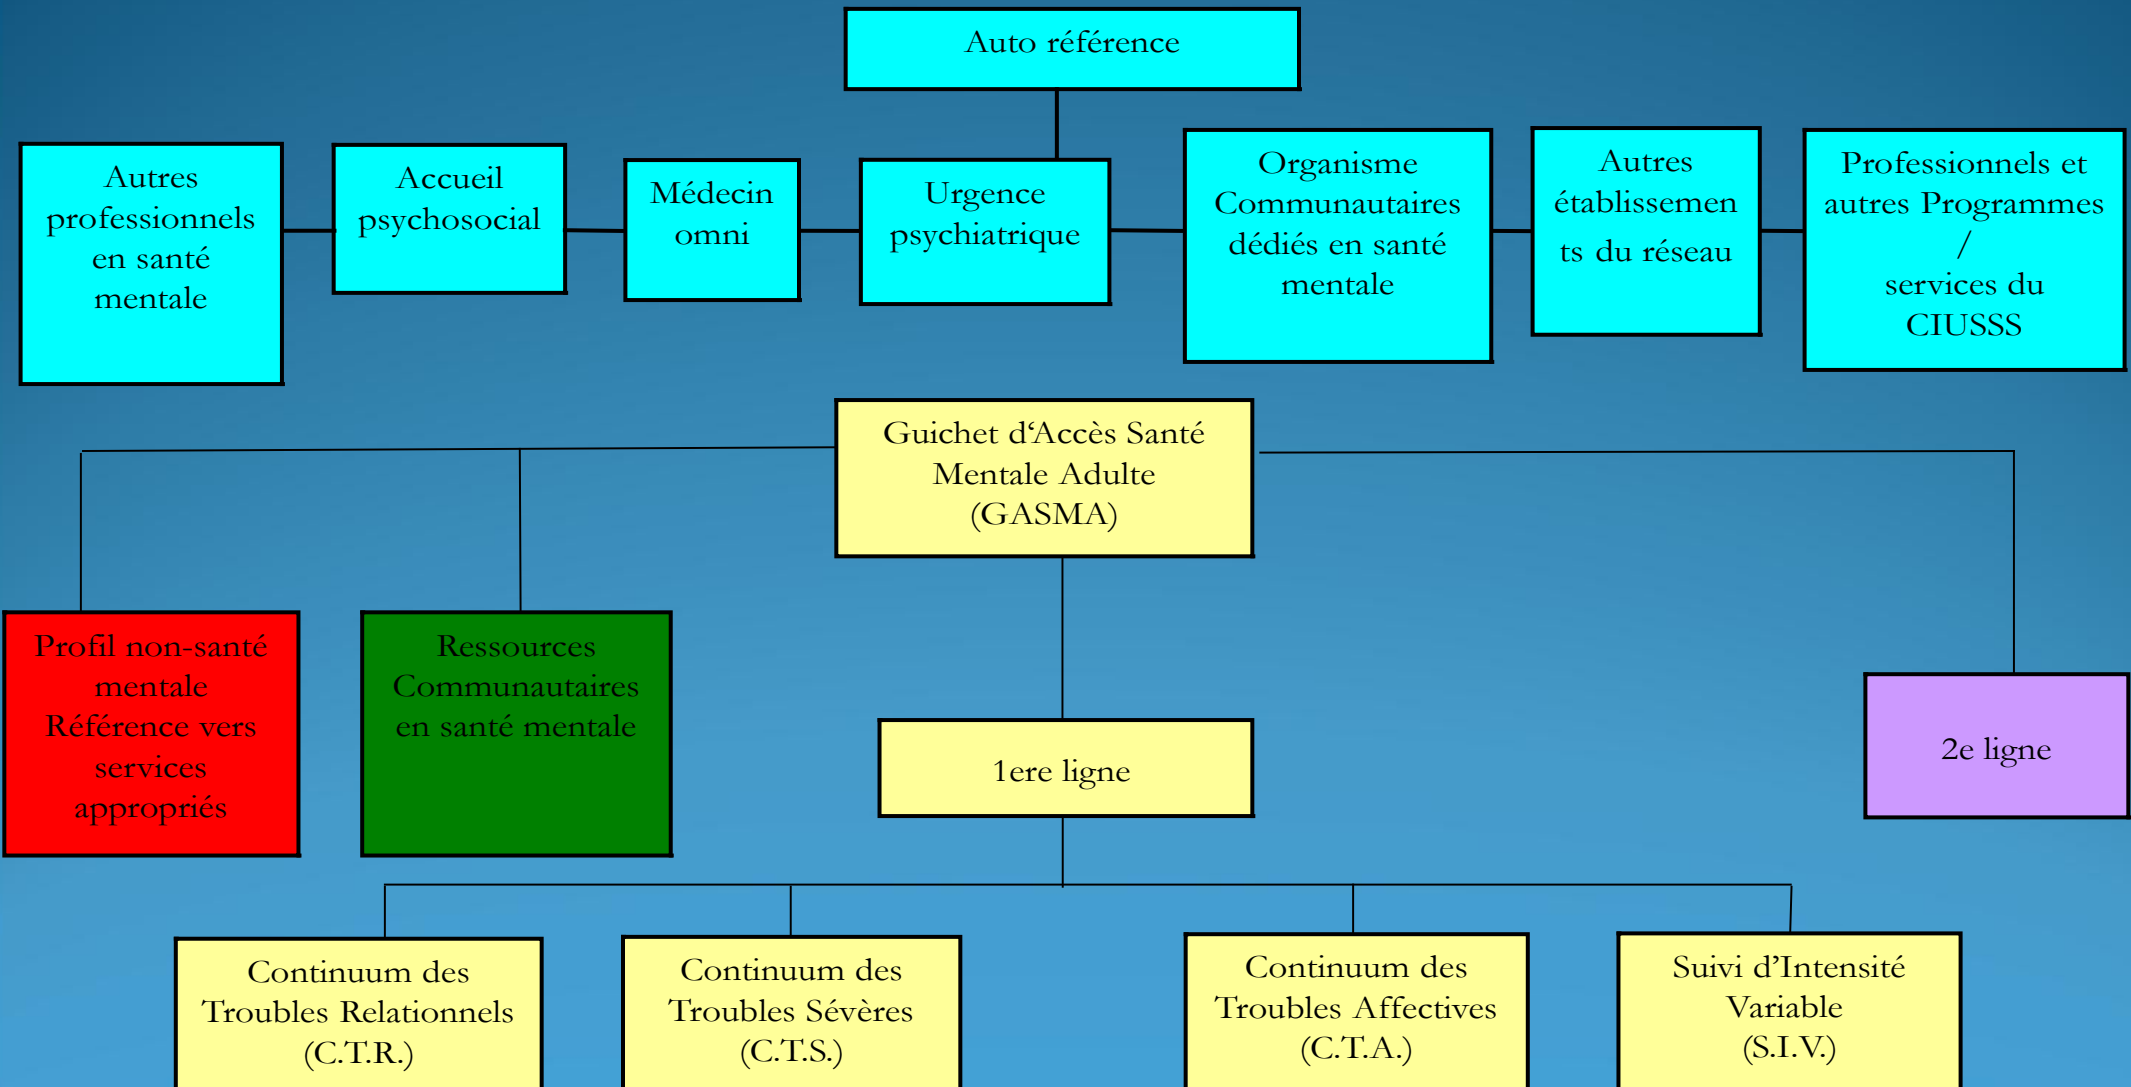 Auto référence
Autres
professionnels
en santé
mentale
Accueil
psychosocial
Médecin
omni
Urgence
psychiatrique
Organisme
Communautaires
dédiés en santé
mentale
Autres
établissemen
ts du réseau
Professionnels et
autres Programmes
/
services du
CIUSSS
Guichet d‘Accès Santé
Mentale Adulte
(GASMA)
Profil non-santé
mentale
Référence vers
services
appropriés
Ressources
Communautaires
en santé mentale
1ere ligne
2e ligne
Continuum des
Troubles Relationnels
(C.T.R.)
Continuum des
Troubles Sévères
(C.T.S.)
Continuum des
Troubles Affectives
(C.T.A.)
Suivi d’Intensité
Variable
(S.I.V.)